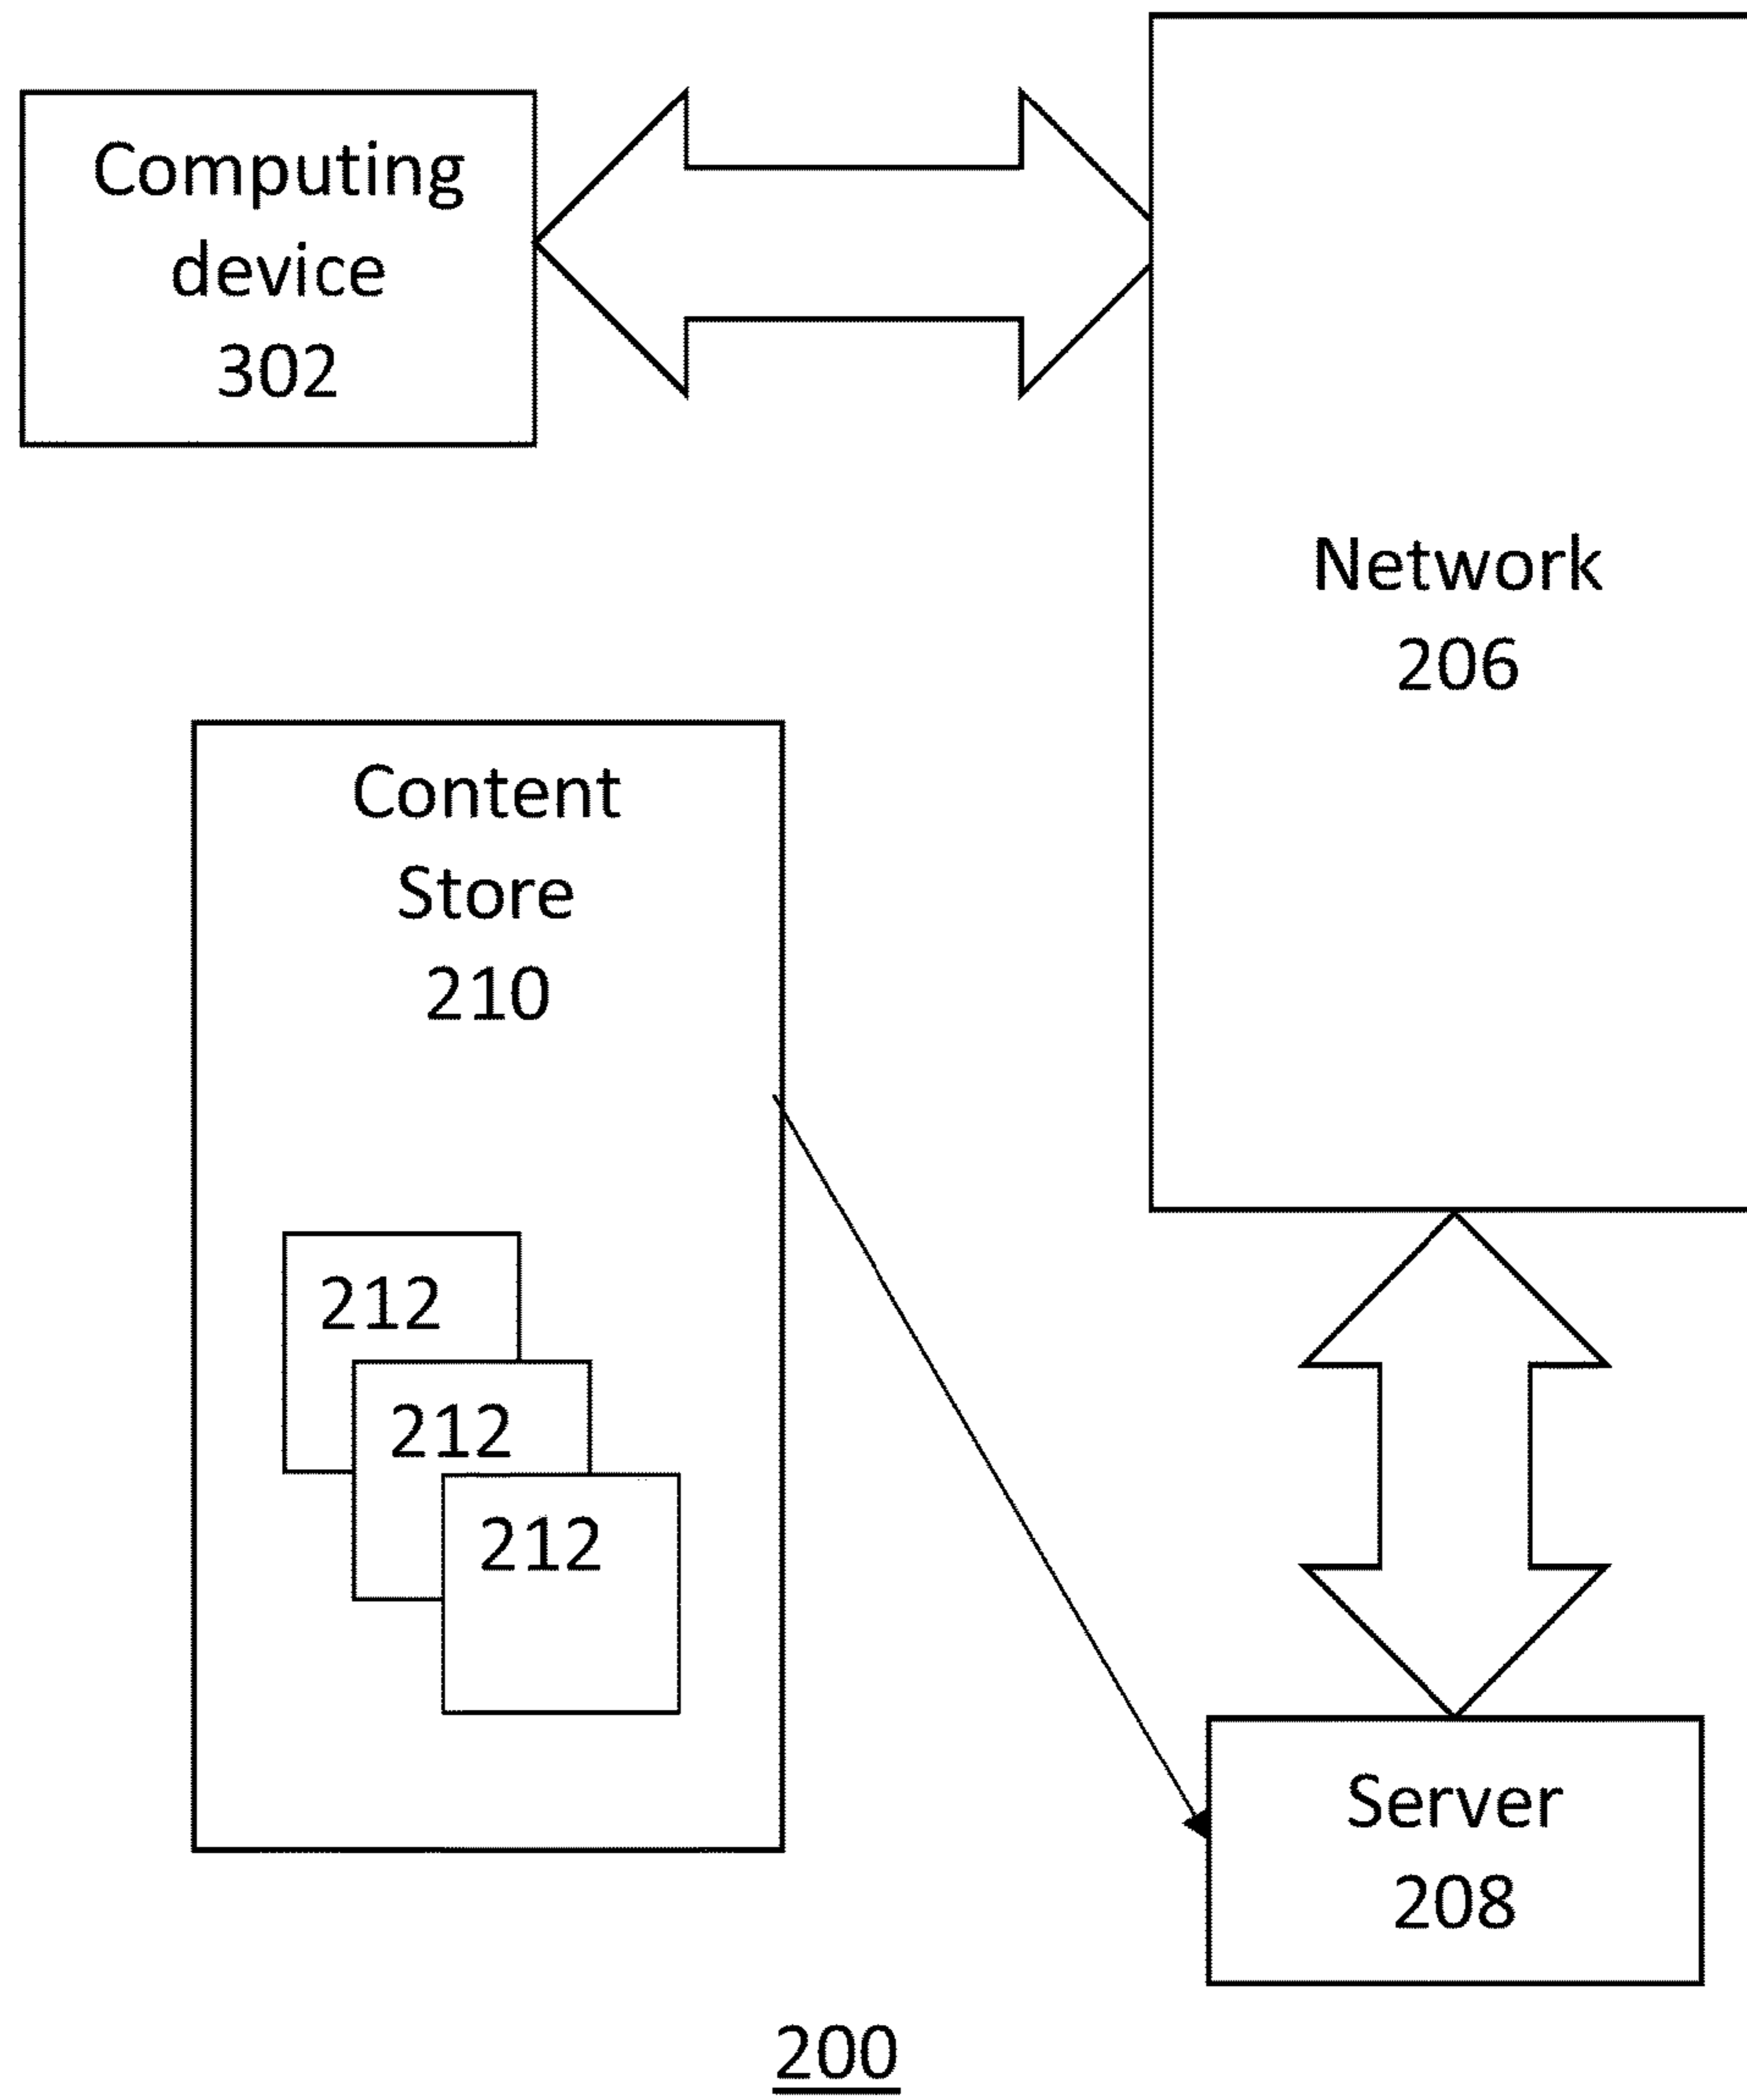 Computing
device
302
Network
206
Content
Store
210
212
212
212
Server
208
200